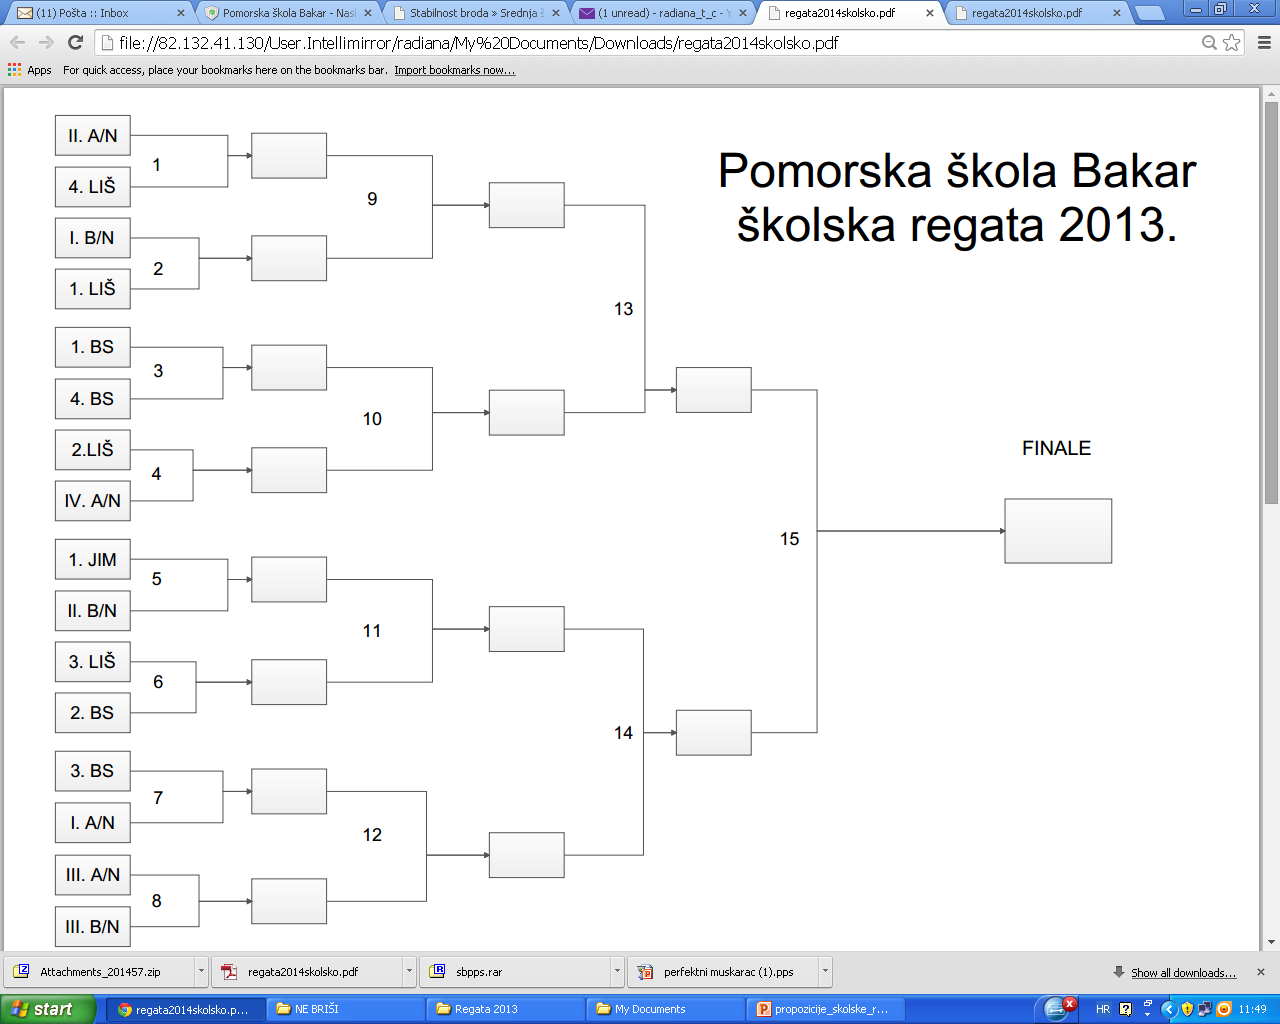 (11) Pošta :: Inbox
Pomorska škola Bakar - Nasl
Stabilnost broda » Srednja š
(1 unread) - radiana_t_c - Y
regata2014skolsko.pdf
regata2014skolsko.pdf
file://82.132.41.130/User.Intellimirror/radiana/My%20Documents/Downloads/regata2014skolsko.pdf
Apps For quick access, place your bookmarks here on the bookmarks bar. Import bookmarks now...
Pomorska škola Bakar
školska regata 2013.
II. A/N
1
4. LIŠ
9
I. B/N
2
1. LIŠ
13
1. BS
3
4. BS
10
2.LIŠ
4
IV. A/N
FINALE
15
1. JIM
5
II. B/N
11
3. LIŠ
6
2. BS
14
3. BS
7
I. A/N
12
III. A/N
8
III. B/N
Attachments_201457.zip
regata2014skolsko.pdf
sbpps.rar
perfektni muskarac (1).pps
Show all downloads...
start
regata2014skolsko.p...
NE BRIŠI
Regata 2013
My Documents
propozicije_skolske_r...
HR
11:49